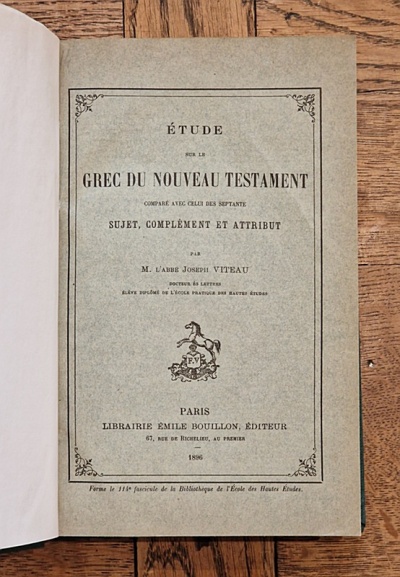 ÉTUDE
SUR LE
GREC DU NOUVEAU TESTAMENT
COMPARÉ AVEC CELUI DES SEPTANTE
SUJET, COMPLÉMENT ET ATTRIBUT
PAR
M. L'ABBÉ JOSEPH VITEAU
DOCTEUR ÈS LETTRES
ÉLÈVE DIPLÔMÉ DE L'ÉCOLE PRATIQUE DES HAUTES ÉTUDES
F.V
PARIS
LIBRAIRIE ÉMILE BOUILLON, ÉDITEUR
67, RUE DE RICHELIEU, AU PREMIER
1896
Forme le 114e fascicule de la Bibliothèque de l'École des Hautes Études.